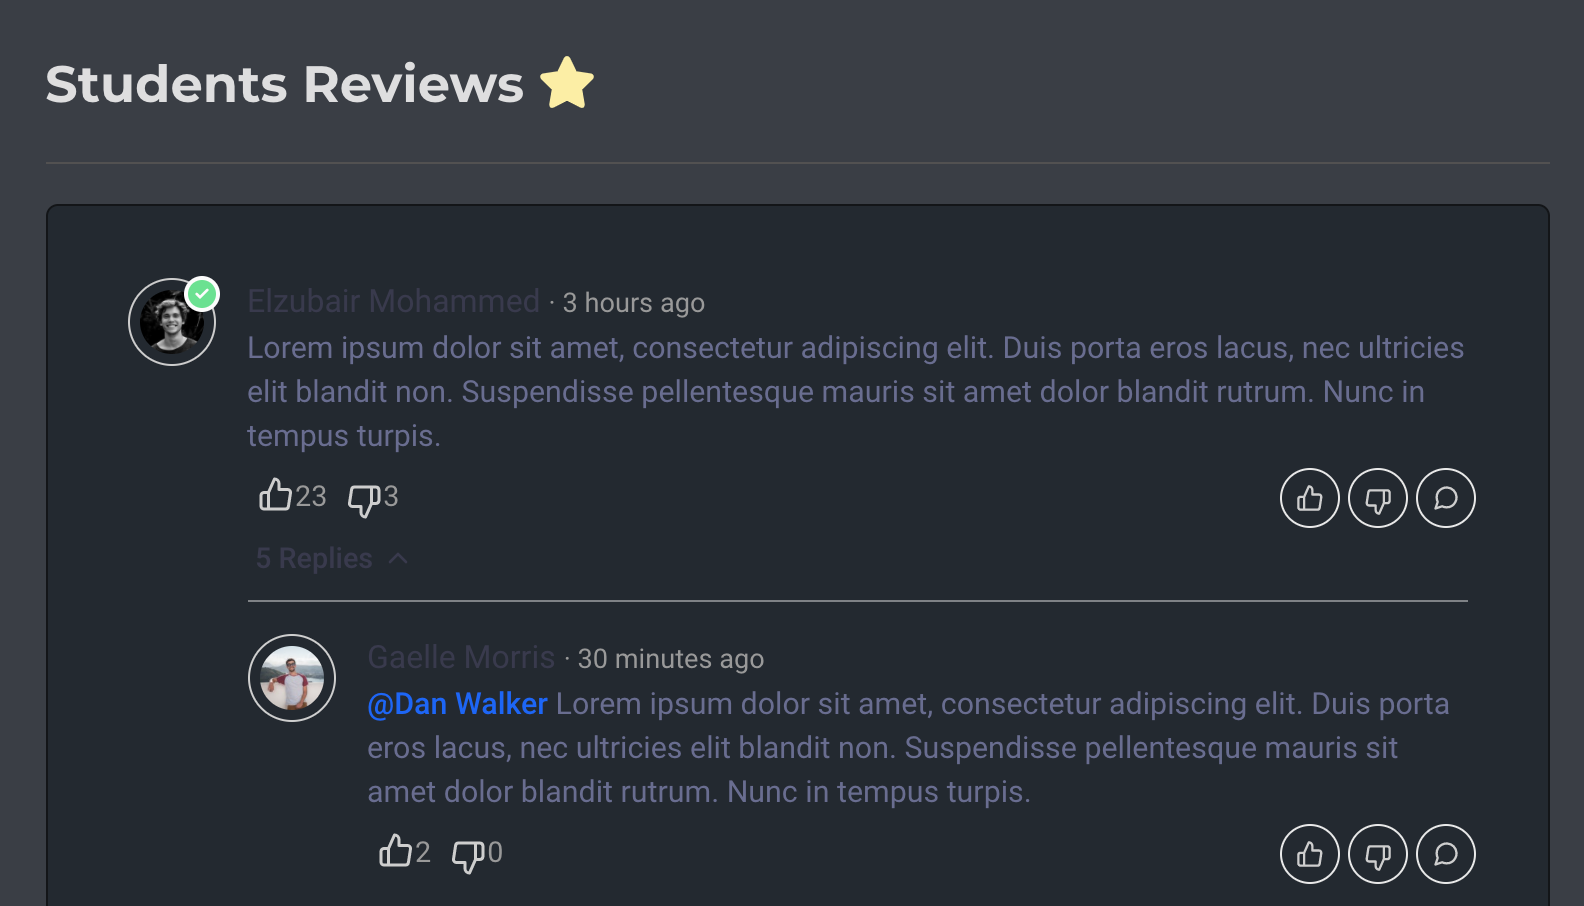 Students Reviews
Elzubair Mohammed · 3 hours ago
Lorem ipsum dolor sit amet, consectetur adipiscing elit. Duis porta eros lacus, nec ultricies
elit blandit non. Suspendisse pellentesque mauris sit amet dolor blandit rutrum. Nunc in
tempus turpis.
23 3
5 Replies
Gaelle Morris · 30 minutes ago
@Dan Walker Lorem ipsum dolor sit amet, consectetur adipiscing elit. Duis porta
eros lacus, nec ultricies elit blandit non. Suspendisse pellentesque mauris sit
amet dolor blandit rutrum. Nunc in tempus turpis.
2 0